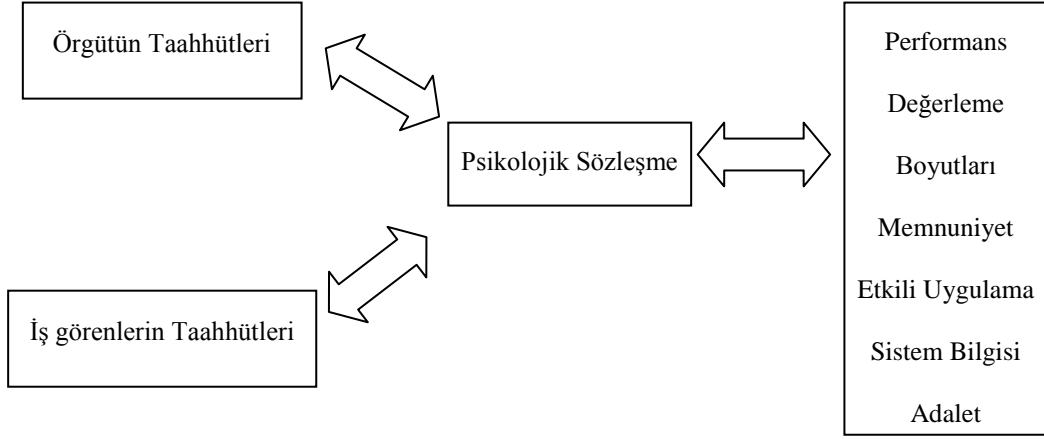 Örgütün Taahhütleri
Psikolojik Sözleşme
İş görenlerin Taahhütleri
Performans
Değerleme
Boyutları
Memnuniyet
Etkili Uygulama
Sistem Bilgisi
Adalet